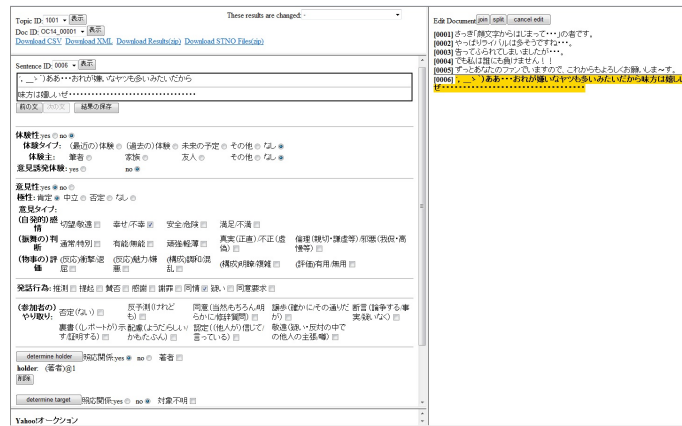 Topic ID: 1001 表示
These results are changed: -
Doc ID: OC14_00001 表示
Download CSV Download XML Download Results(zip) Download STNO Files(zip)
Sentence ID: 0006 表示
ああ・・・おれが嫌いなヤツも多いみたいだから
味方は嬉しいぜ・・・・・・・・・・・・・・・・・・・・・・・・・・・・・・
前の文 次の文 結果の保存
体験性:yes no
体験タイプ: (最近の)体験 (過去の)体験 未来の予定 その他 なし
体験主: 筆者 家族 友人 その他 なし
意見誘発体験: yes no
意見性:yes no
極性: 肯定 中立 否定 なし
意見タイプ:
(自発的)感情 切望/敬遠 幸せ/不幸 安全/危険 満足/不満
(振舞の)判断 通常/特別 有能/無能 頑強/軽薄 真実(正直)/不正(虚偽) 倫理(親切・謙虚等)/邪悪(我侭・高慢等)
(物事の)評価 (反応)衝撃/退屈 (反応)魅力/嫌悪 (構成)調和/混乱 (構成)明瞭/複雑 (評価)有用/無用
発話行為: 推測 提起 賛否 感謝 謝罪 同情 疑い 同意要求
(参加者の)やり取り: 否定(ない) 反予測(けれども) 同意(当然/もちろん/明らかに/修辞質問) 譲歩(確かに/その通りだが) 断言(論争する/事実/疑いなく)
裏書((レポートが)示す/証明する) 配慮(ようだ/らしい/かも/たぶん) 認定((他人が)信じて/言っている) 敬遠(疑い・反対の中での他人の主張/噂)
determine holder 照応関係:yes no 著者
holder: (著者)@1
削除
determine target 照応関係:yes no 対象不明
Yahoo!オークション
Edit Document join split cancel edit
[0001] さっき「顔文字からはじまって・・・」の者です。
[0002] やっぱりライバルは多そうですね・・・。
[0003] 告ってふられてしまいましたが・・・。
[0004] でも私は誰にも負けません！！
[0005] ずっとあなたのファンでいますので、これからもよろしくお願いしま～す。
[0006] ああ・・・おれが嫌いなヤツも多いみたいだから味方は嬉しい
ぜ・・・・・・・・・・・・・・・・・・・・・・・・・・・・・・